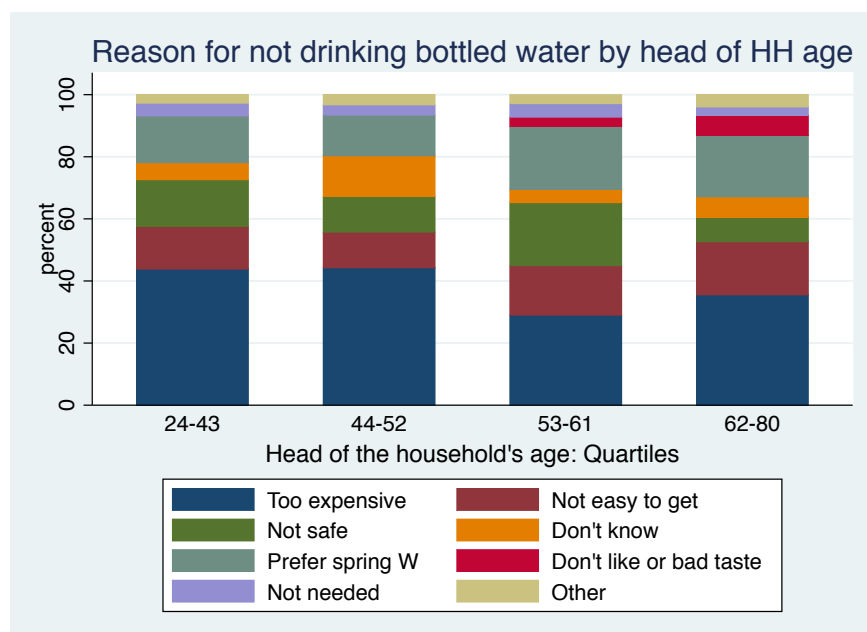 Reason for not drinking bottled water by head of HH age
percent
100
80
60
40
20
0
24-43 44-52 53-61 62-80
Head of the household's age: Quartiles
Too expensive Not easy to get
Not safe Don't know
Prefer spring W Don't like or bad taste
Not needed Other